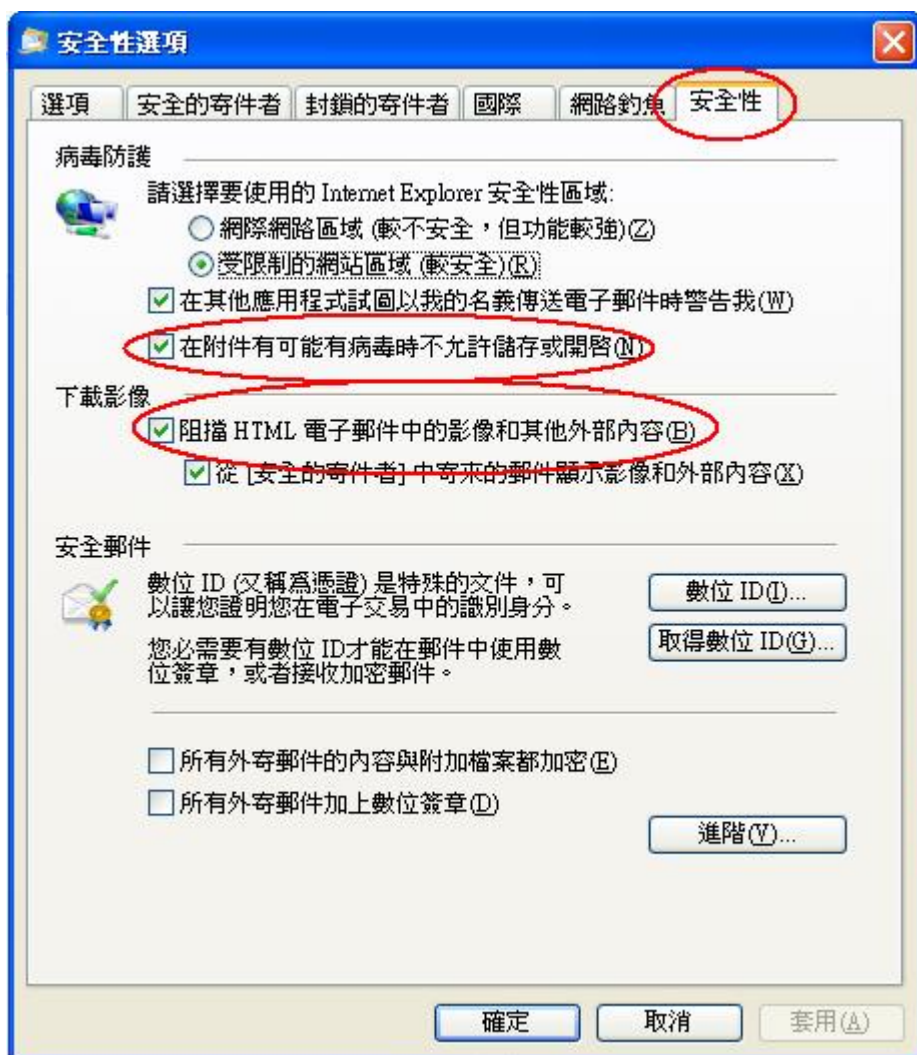 安全性選項
選項 安全的寄件者 封鎖的寄件者 國際 網路釣魚 安全性
病毒防護
請選擇要使用的 Internet Explorer 安全性區域:
網際網路區域 (較不安全，但功能較強)(Z)
受限制的網站區域 (較安全)(R)
在其他應用程式試圖以我的名義傳送電子郵件時警告我(W)
在附件有可能有病毒時不允許儲存或開啓(N)
下載影像
阻擋 HTML 電子郵件中的影像和其他外部內容(B)
從 [安全的寄件者] 中寄來的郵件顯示影像和外部內容(X)
安全郵件
數位 ID (又稱爲憑證) 是特殊的文件，可
以讓您證明您在電子交易中的識別身分。
數位 ID(I)...
您必需要有數位 ID才能在郵件中使用數
位簽章，或者接收加密郵件。
取得數位 ID(G)...
所有外寄郵件的內容與附加檔案都加密(E)
所有外寄郵件加上數位簽章(D)
進階(V)...
確定 取消 套用(A)